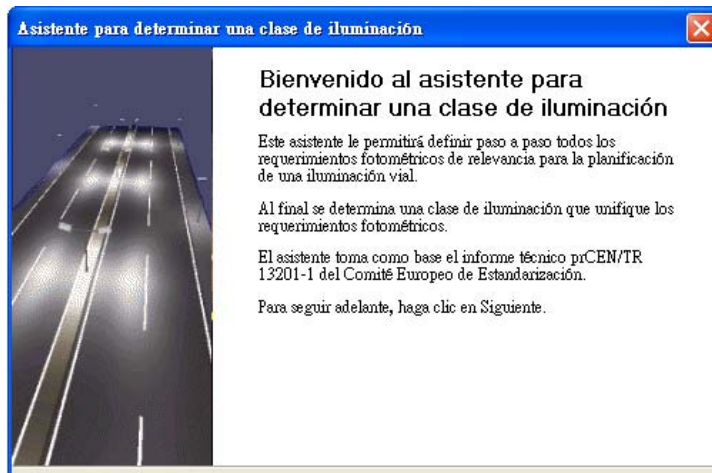 Asistente para determinar una clase de iluminación
Bienvenido al asistente para
determinar una clase de iluminación
Este asistente le permitirá definir paso a paso todos los
requerimientos fotométricos de relevancia para la planificación
de una iluminación vial.
Al final se determina una clase de iluminación que unifique los
requerimientos fotométricos.
El asistente toma como base el informe técnico prCEN/TR
13201-1 del Comité Europeo de Estandarización.
Para seguir adelante, haga clic en Siguiente.